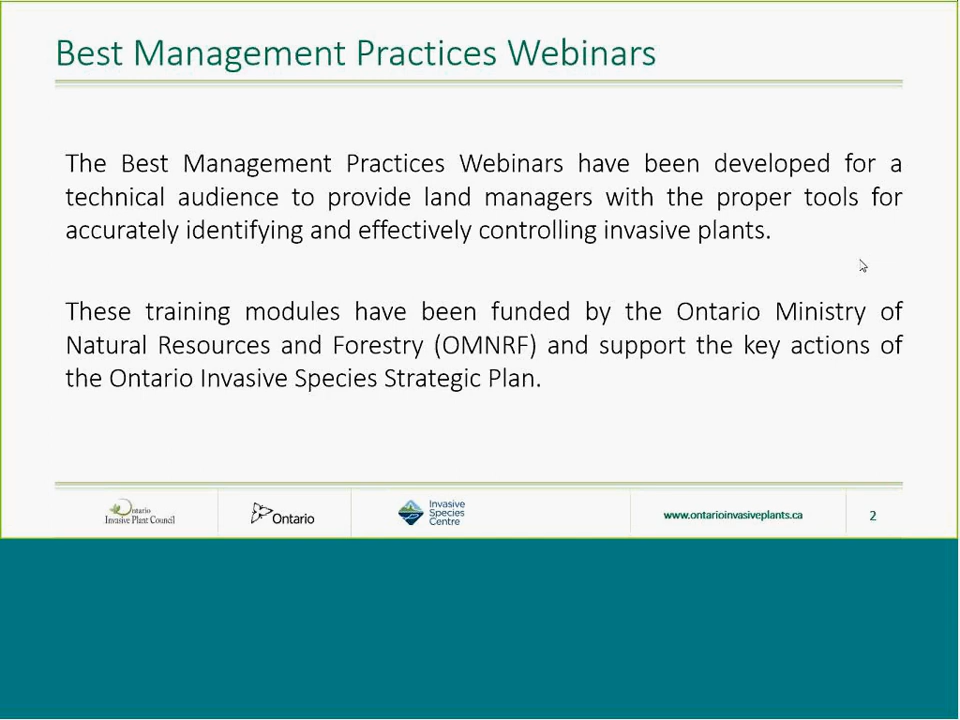 Best Management Practices Webinars
The Best Management Practices Webinars have been developed for a
technical audience to provide land managers with the proper tools for
accurately identifying and effectively controlling invasive plants.
These training modules have been funded by the Ontario Ministry of
Natural Resources and Forestry (OMNRF) and support the key actions of
the Ontario Invasive Species Strategic Plan.
Ontario
Invasive Plant Council
Ontario
Invasive
Species
Centre
www.ontarioinvasiveplants.ca
2